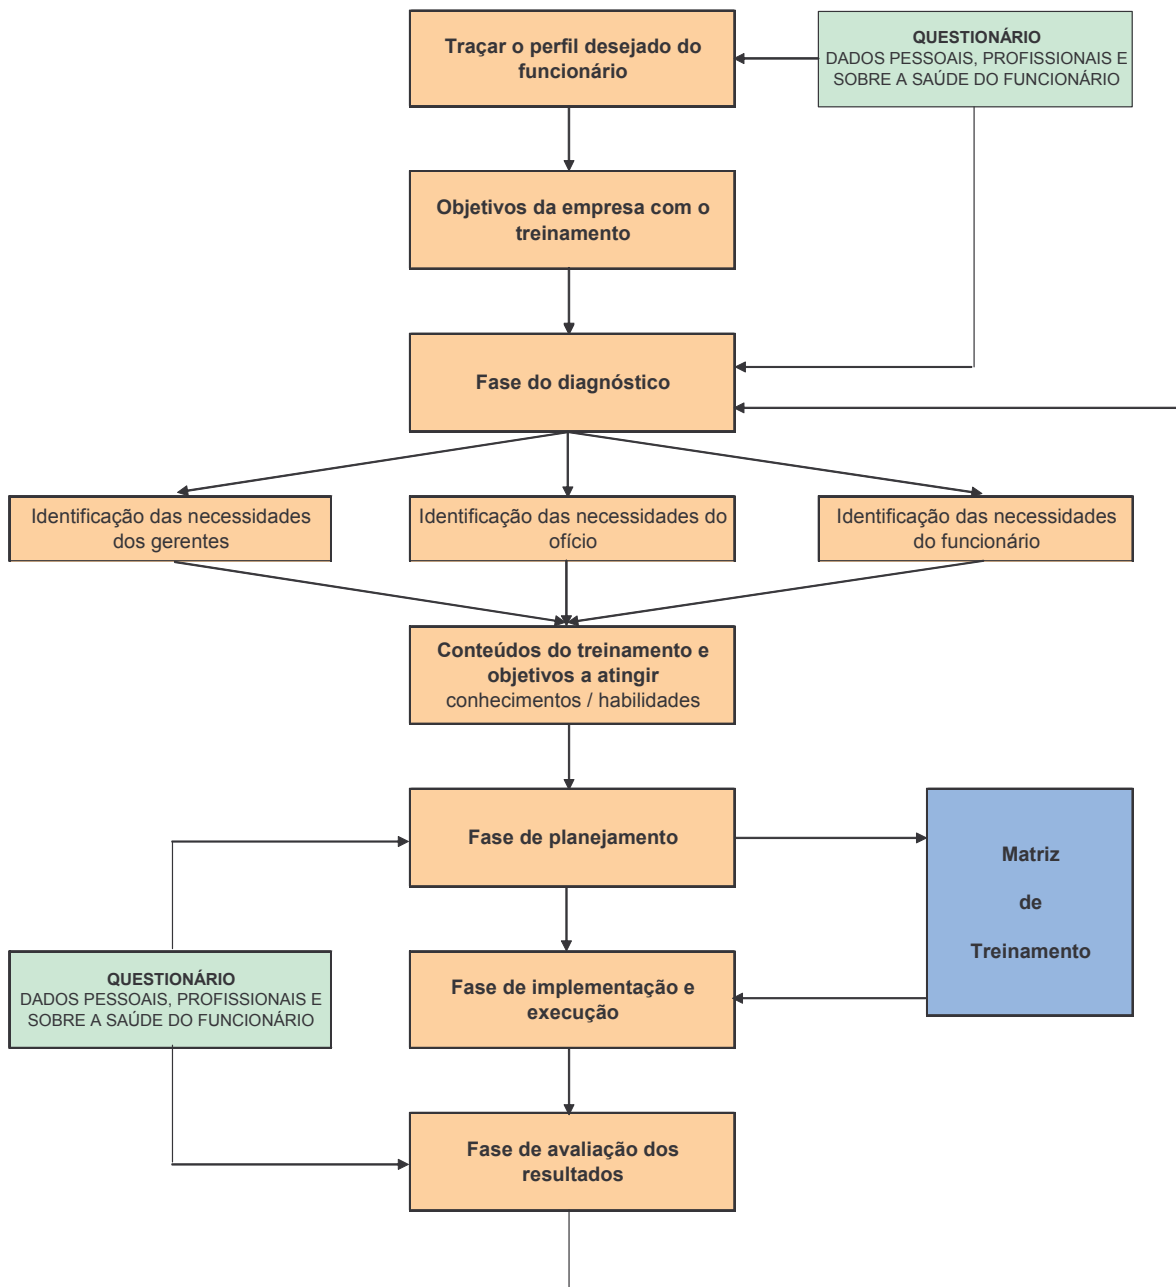 Traçar o perfil desejado do
funcionário
QUESTIONÁRIO
DADOS PESSOAIS, PROFISSIONAIS E
SOBRE A SAÚDE DO FUNCIONÁRIO
Objetivos da empresa com o
treinamento
Fase do diagnóstico
Identificação das necessidades
dos gerentes
Identificação das necessidades do
ofício
Identificação das necessidades
do funcionário
Conteúdos do treinamento e
objetivos a atingir
conhecimentos / habilidades
Fase de planejamento
Matriz
de
Treinamento
QUESTIONÁRIO
DADOS PESSOAIS, PROFISSIONAIS E
SOBRE A SAÚDE DO FUNCIONÁRIO
Fase de implementação e
execução
Fase de avaliação dos
resultados